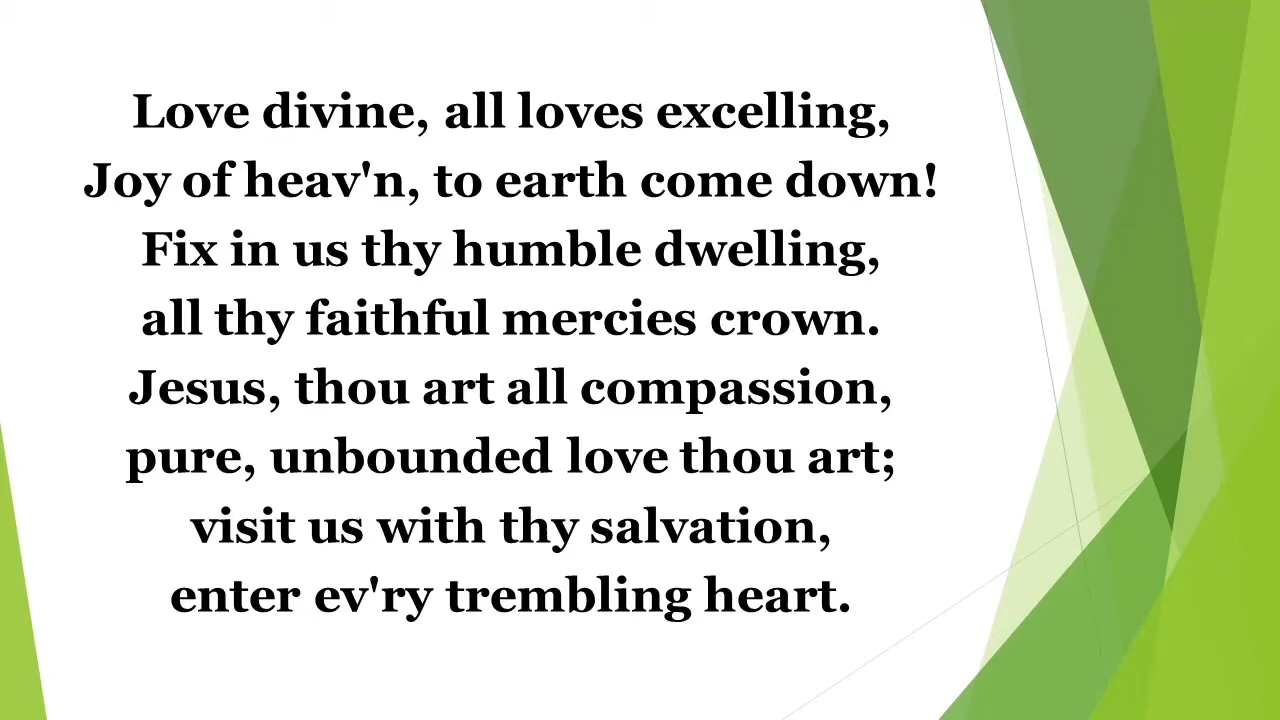 Love divine, all loves excelling,
Joy of heav'n, to earth come down!
Fix in us thy humble dwelling,
all thy faithful mercies crown.
Jesus, thou art all compassion,
pure, unbounded love thou art;
visit us with thy salvation,
enter ev'ry trembling heart.